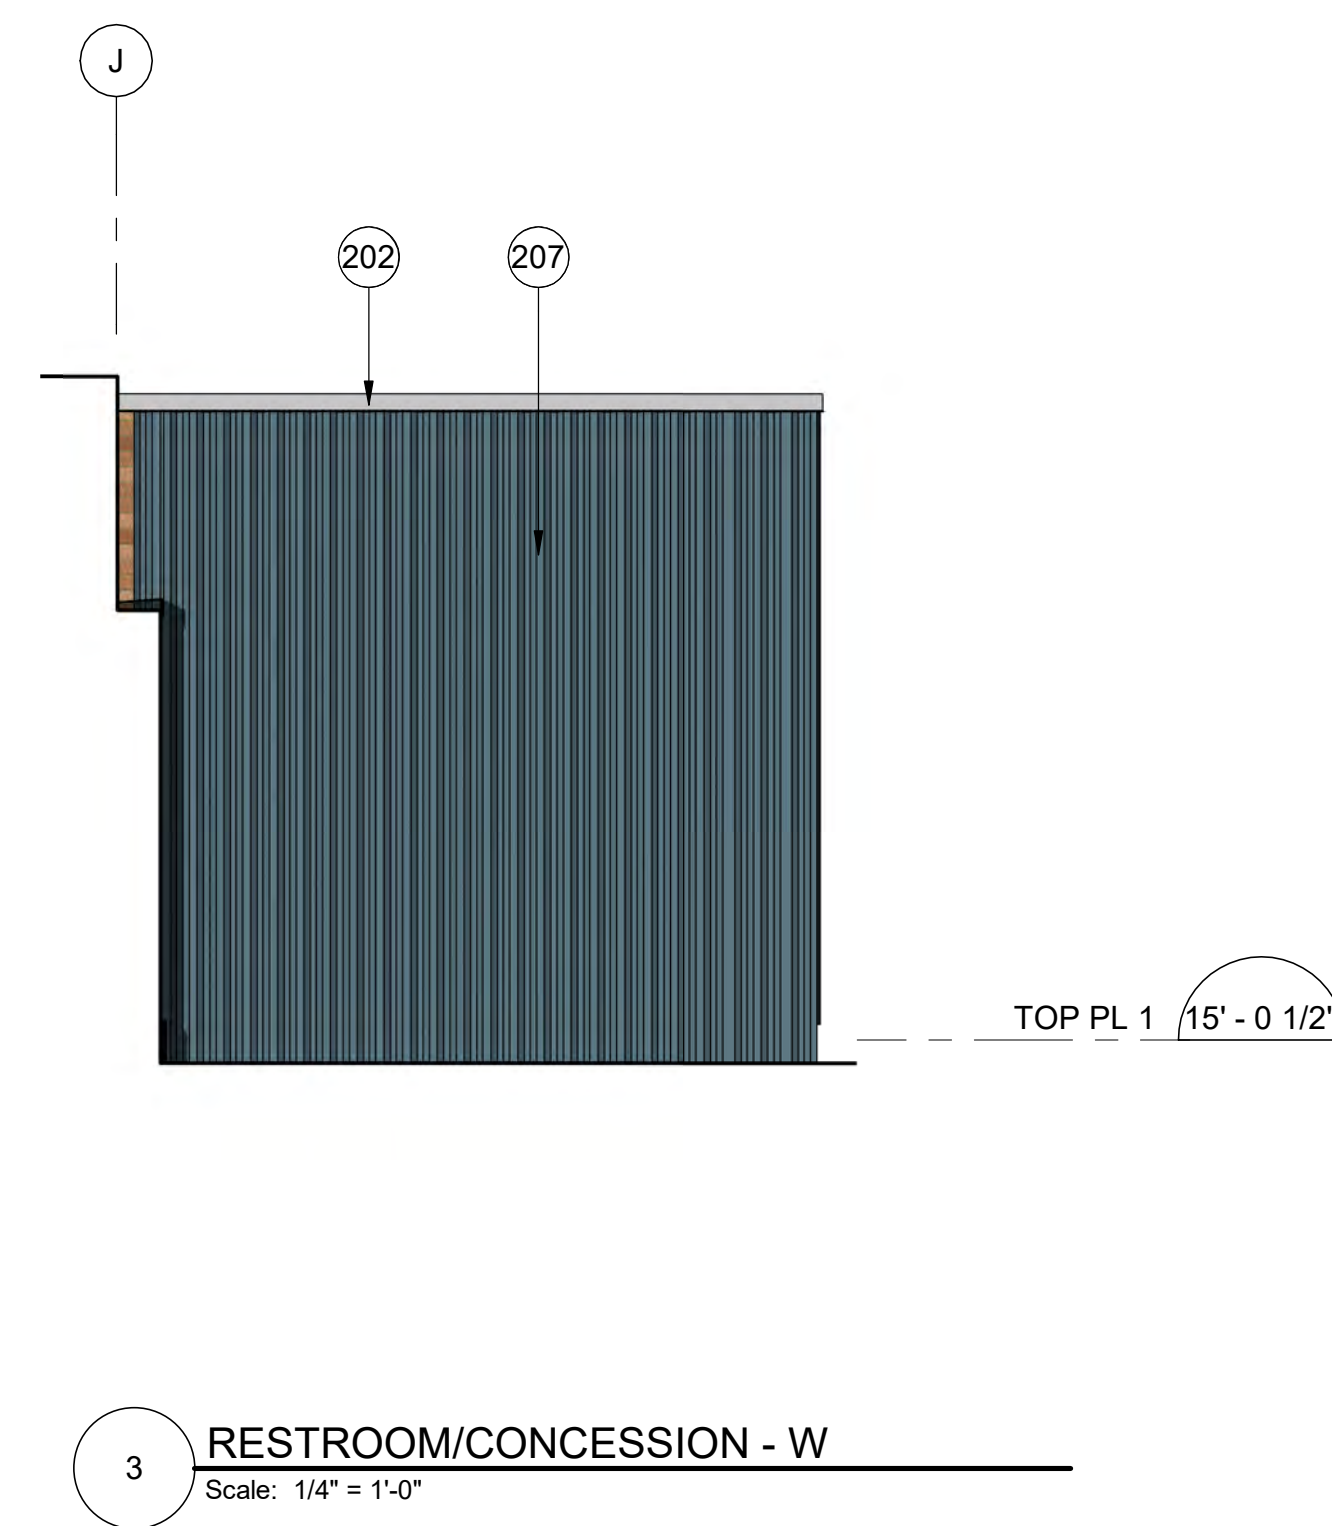 J
202 207
TOP PL 1 15' - 0 1/2"
3 RESTROOM/CONCESSION - W
Scale: 1/4" = 1'-0"